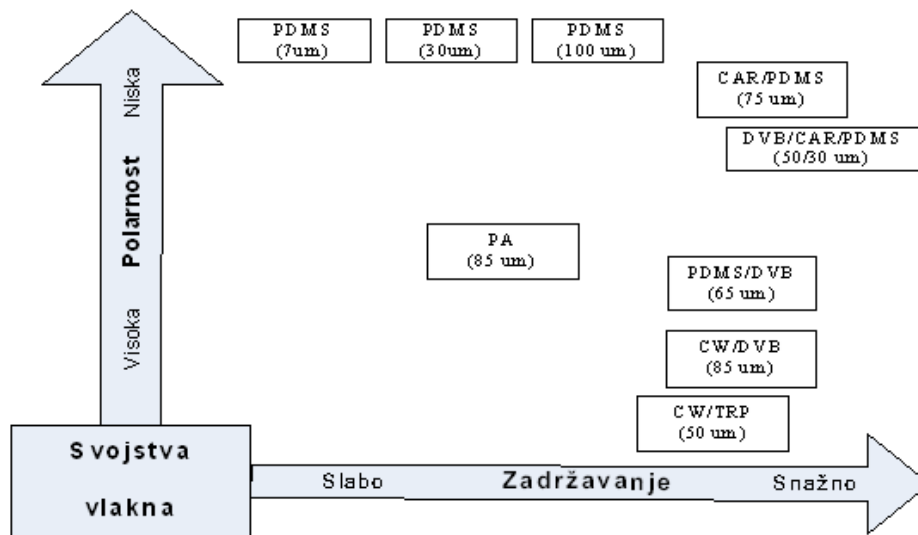 PDMS
(7um)
PDMS
(30um)
PDMS
(100 um)
CAR/PDMS
(75 um)
DVB/CAR/PDMS
(50/30 um)
PA
(85 um)
PDMS/DVB
(65 um)
CW/DVB
(85 um)
CW/TRP
(50 um)
Niska
Polarnost
Visoka
Svojstva
vlakna
Slabo
Zadržavanje
Snažno